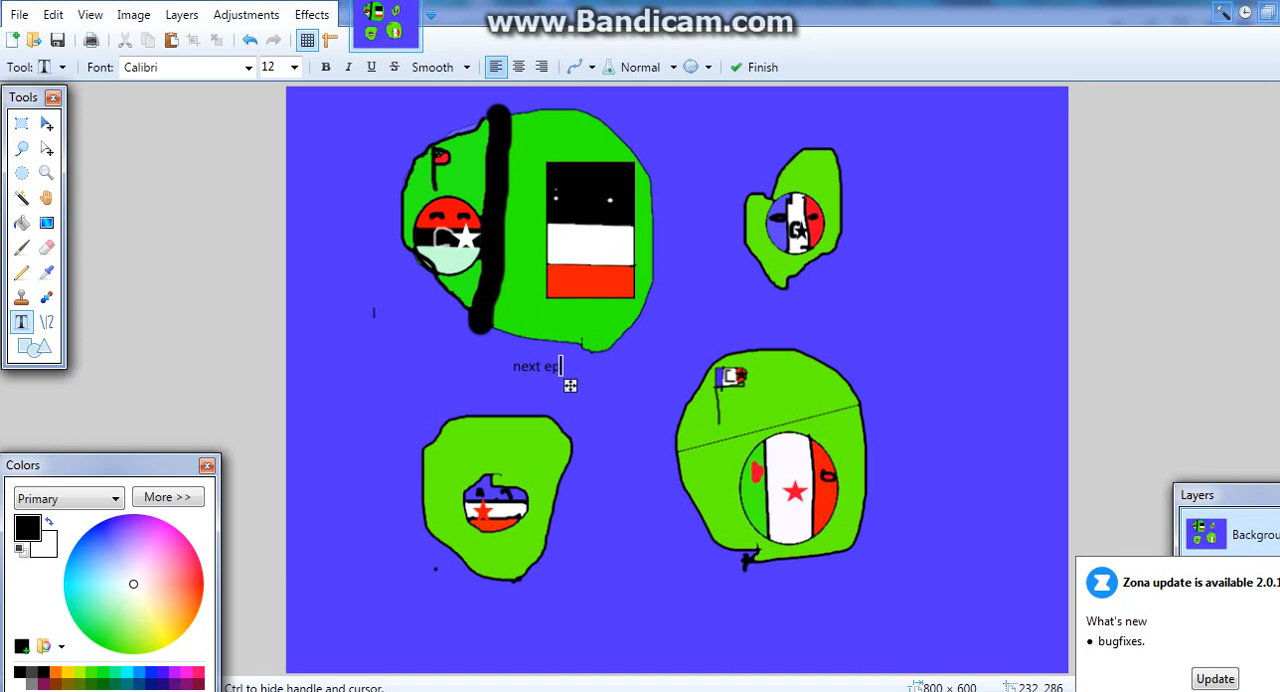 www.Bandicam.com
File Edit View Image Layers Adjustments Effects
Tool: T Font: Calibri 12 B I U S Smooth Normal Finish
Tools
next ep
Colors
Primary More >>
Layers
Backgrou
Zona update is available 2.0.1
What's new
• bugfixes.
Update
Ctrl to hide handle and cursor. 800 × 600 232, 286